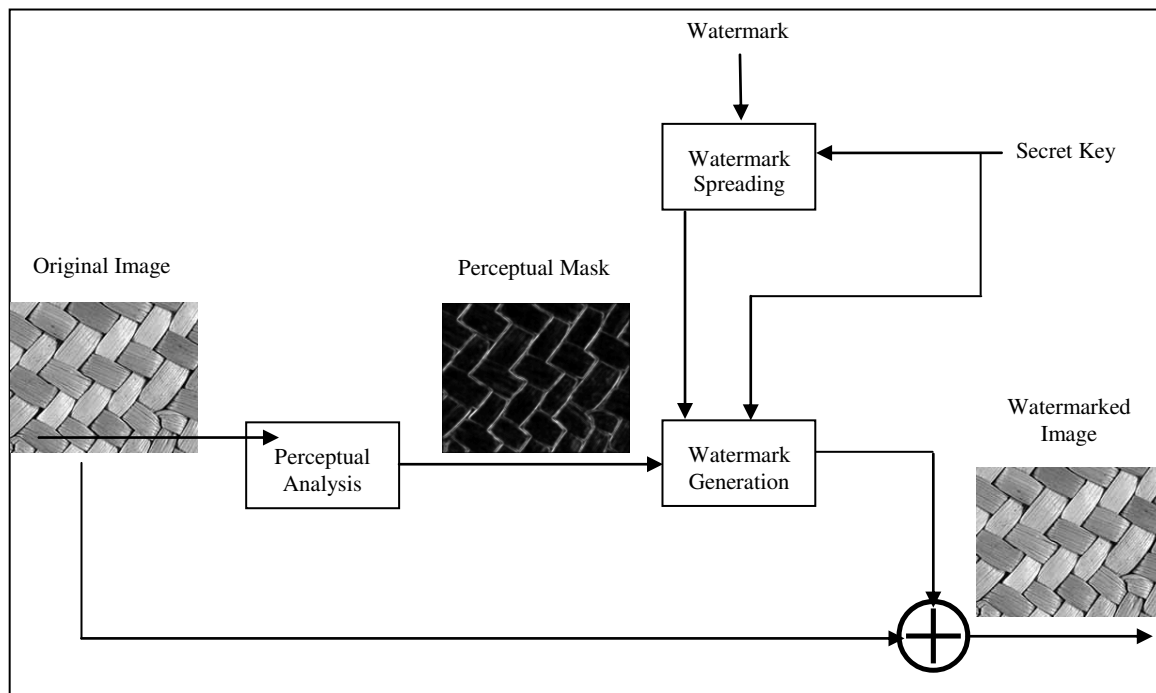 Watermark
Watermark
Spreading
Secret Key
Original Image
Perceptual Mask
Watermarked
Image
Perceptual
Analysis
Watermark
Generation